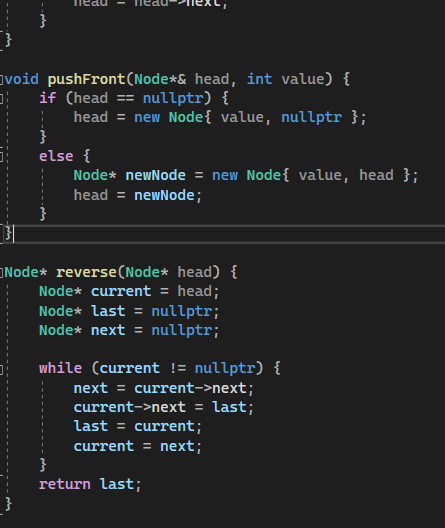 head = head->next;
}
}
void pushFront(Node*& head, int value) {
if (head == nullptr) {
head = new Node{ value, nullptr };
}
else {
Node* newNode = new Node{ value, head };
head = newNode;
}
}
Node* reverse(Node* head) {
Node* current = head;
Node* last = nullptr;
Node* next = nullptr;
while (current != nullptr) {
next = current->next;
current->next = last;
last = current;
current = next;
}
return last;
}